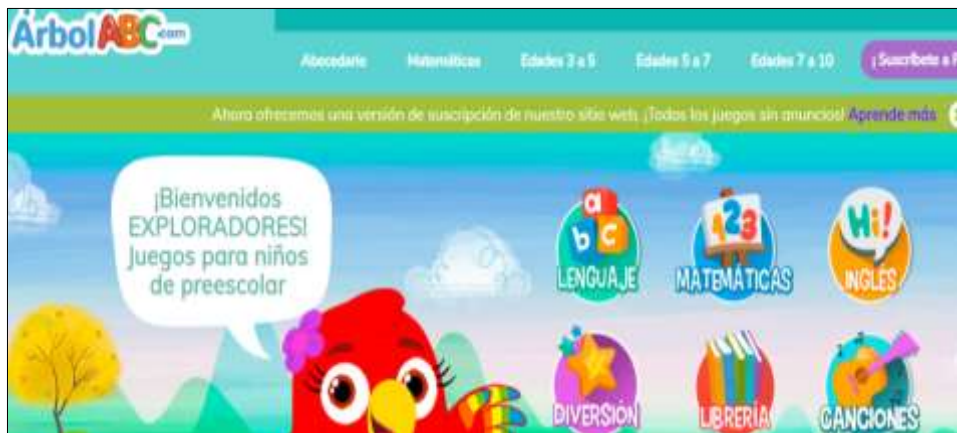 ÁrbolABC.com
Abecedario
Matemáticas
Edades 3 a 5
Edades 5 a 7
Edades 7 a 10
¡Suscríbete a
Ahora ofrecemos una versión de suscripción de nuestro sitio web. ¡Todos los juegos sin anuncios! Aprende más
¡Bienvenidos
EXPLORADORES!
Juegos para niños
de preescolar
a
b c
LENGUAJE
123
MATEMÁTICAS
Hi!
INGLÉS
DIVERSIÓN
LIBRERÍA
CANCIONES